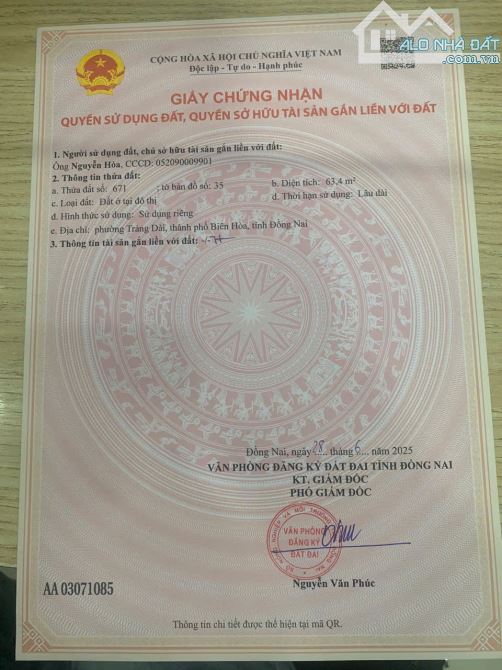 ALO NHÀ ĐẤT
.com.vn
CỘNG HÒA XÃ HỘI CHỦ NGHĨA VIỆT NAM
Độc lập - Tự do - Hạnh phúc
GIẤY CHỨNG NHẬN
QUYỀN SỬ DỤNG ĐẤT, QUYỀN SỞ HỮU TÀI SẢN GẮN LIỀN VỚI ĐẤT
1. Người sử dụng đất, chủ sở hữu tài sản gắn liền với đất:
Ông Nguyễn Hòa, CCCD: 052090009901
2. Thông tin thửa đất:
a. Thửa đất số: 671 ; tờ bản đồ số: 35 b. Diện tích: 63,4 m²
c. Loại đất: Đất ở tại đô thị d. Thời hạn sử dụng: Lâu dài
d. Hình thức sử dụng: Sử dụng riêng
e. Địa chỉ: phường Trảng Dài, thành phố Biên Hòa, tỉnh Đồng Nai
3. Thông tin tài sản gắn liền với đất:
Đồng Nai, ngày 28 tháng 6 năm 2025
VĂN PHÒNG ĐĂNG KÝ ĐẤT ĐAI TỈNH ĐỒNG NAI
KT. GIÁM ĐỐC
PHÓ GIÁM ĐỐC
VĂN PHÒNG
ĐĂNG KÝ
ĐẤT ĐAI
Nguyễn Văn Phúc
AA 03071085
Thông tin chi tiết được thể hiện tại mã QR.